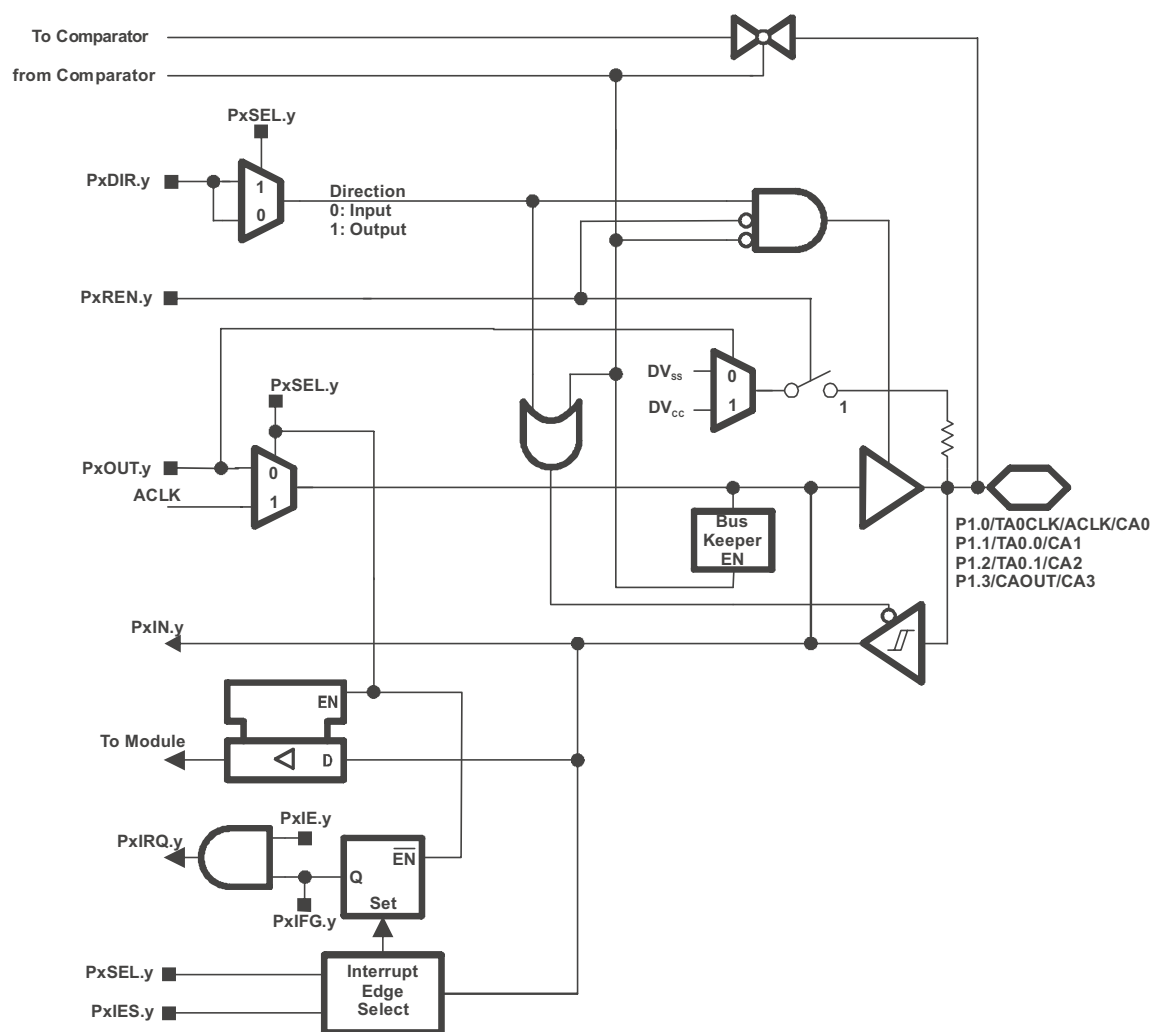 To Comparator
from Comparator
PxSEL.y
PxDIR.y
1
0
Direction
0: Input
1: Output
PxREN.y
DVSS
0
DVCC
1
1
PxSEL.y
PxOUT.y
0
ACLK
1
Bus
Keeper
EN
P1.0/TA0CLK/ACLK/CA0
P1.1/TA0.0/CA1
P1.2/TA0.1/CA2
P1.3/CAOUT/CA3
PxIN.y
EN
To Module
D
PxIE.y
PxIRQ.y
EN
Q
Set
PxIFG.y
PxSEL.y
PxIES.y
Interrupt
Edge
Select